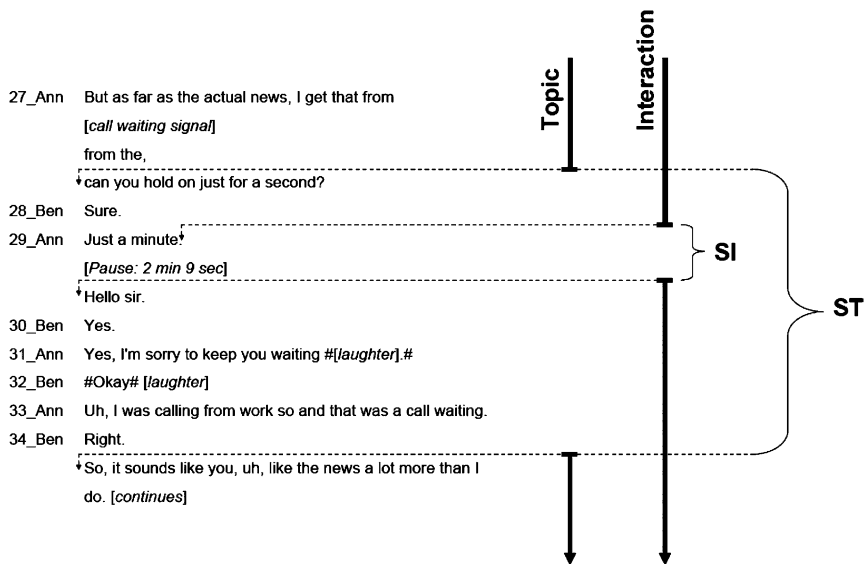 Topic
Interaction
27_Ann But as far as the actual news, I get that from
[call waiting signal]
from the,
can you hold on just for a second?
28_Ben Sure.
29_Ann Just a minute.
SI
[Pause: 2 min 9 sec]
Hello sir.
ST
30_Ben Yes.
31_Ann Yes, I'm sorry to keep you waiting #[laughter].#
32_Ben #Okay# [laughter]
33_Ann Uh, I was calling from work so and that was a call waiting.
34_Ben Right.
So, it sounds like you, uh, like the news a lot more than I
do. [continues]